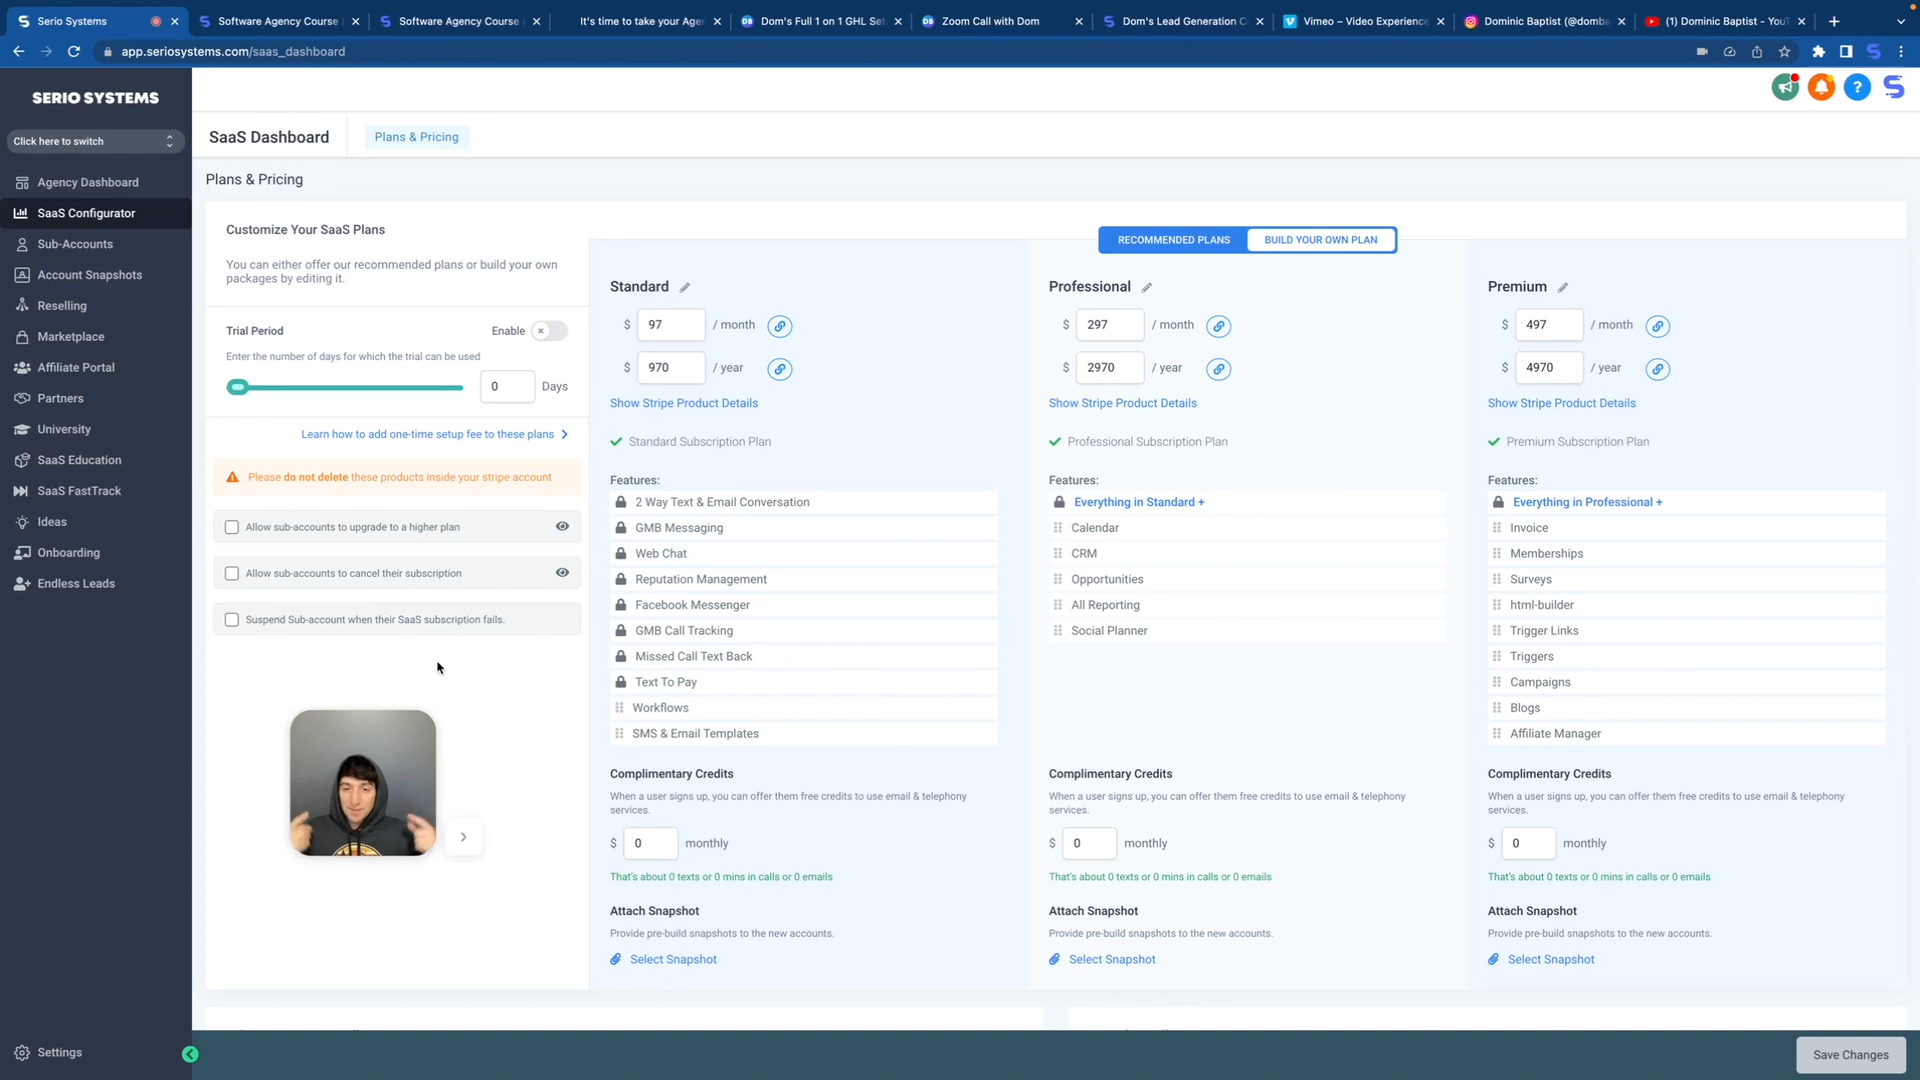 Serio Systems
Software Agency Course
Software Agency Course
It's time to take your Agen
Dom's Full 1 on 1 GHL Set
Zoom Call with Dom
Dom's Lead Generation C
Vimeo – Video Experience
Dominic Baptist (@domba
(1) Dominic Baptist - YouT
app.seriosystems.com/saas_dashboard
SERIO SYSTEMS
Click here to switch
Agency Dashboard
SaaS Configurator
Sub-Accounts
Account Snapshots
Reselling
Marketplace
Affiliate Portal
Partners
University
SaaS Education
SaaS FastTrack
Ideas
Onboarding
Endless Leads
Settings
SaaS Dashboard
Plans & Pricing
Plans & Pricing
Customize Your SaaS Plans
You can either offer our recommended plans or build your own
packages by editing it.
Trial Period
Enable
Enter the number of days for which the trial can be used
0 Days
Learn how to add one-time setup fee to these plans
Please do not delete these products inside your stripe account
Allow sub-accounts to upgrade to a higher plan
Allow sub-accounts to cancel their subscription
Suspend Sub-account when their SaaS subscription fails.
RECOMMENDED PLANS
BUILD YOUR OWN PLAN
Standard
$ 97 / month
$ 970 / year
Show Stripe Product Details
Standard Subscription Plan
Features:
2 Way Text & Email Conversation
GMB Messaging
Web Chat
Reputation Management
Facebook Messenger
GMB Call Tracking
Missed Call Text Back
Text To Pay
Workflows
SMS & Email Templates
Complimentary Credits
When a user signs up, you can offer them free credits to use email & telephony
services.
$ 0 monthly
That's about 0 texts or 0 mins in calls or 0 emails
Attach Snapshot
Provide pre-build snapshots to the new accounts.
Select Snapshot
Professional
$ 297 / month
$ 2970 / year
Show Stripe Product Details
Professional Subscription Plan
Features:
Everything in Standard +
Calendar
CRM
Opportunities
All Reporting
Social Planner
Complimentary Credits
When a user signs up, you can offer them free credits to use email & telephony
services.
$ 0 monthly
That's about 0 texts or 0 mins in calls or 0 emails
Attach Snapshot
Provide pre-build snapshots to the new accounts.
Select Snapshot
Premium
$ 497 / month
$ 4970 / year
Show Stripe Product Details
Premium Subscription Plan
Features:
Everything in Professional +
Invoice
Memberships
Surveys
html-builder
Trigger Links
Triggers
Campaigns
Blogs
Affiliate Manager
Complimentary Credits
When a user signs up, you can offer them free credits to use email & telephony
services.
$ 0 monthly
That's about 0 texts or 0 mins in calls or 0 emails
Attach Snapshot
Provide pre-build snapshots to the new accounts.
Select Snapshot
Save Changes